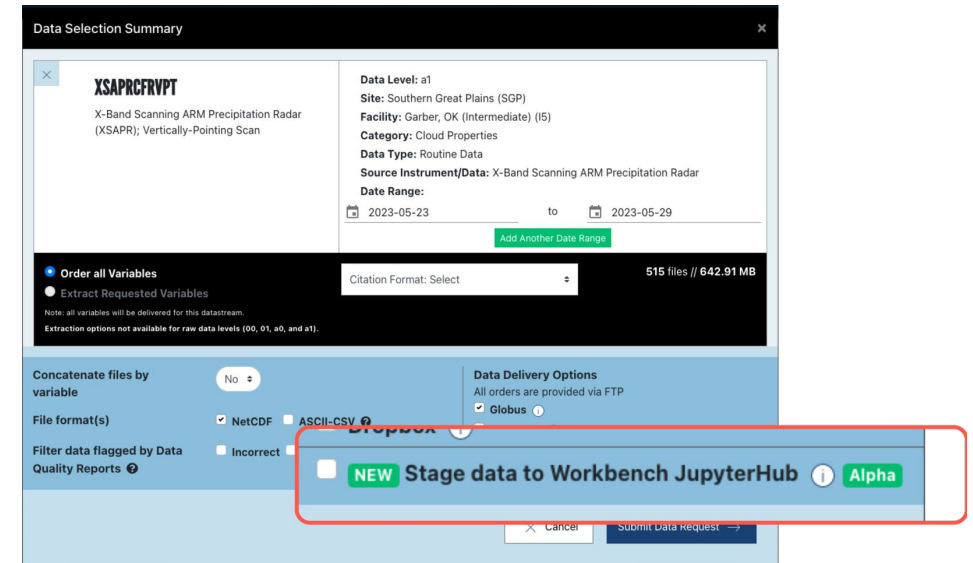 Data Selection Summary ×
×
XSAPRCFRVPT
X-Band Scanning ARM Precipitation Radar
(XSAPR); Vertically-Pointing Scan
Data Level: a1
Site: Southern Great Plains (SGP)
Facility: Garber, OK (Intermediate) (I5)
Category: Cloud Properties
Data Type: Routine Data
Source Instrument/Data: X-Band Scanning ARM Precipitation Radar
Date Range:
2023-05-23 to 2023-05-29
Add Another Date Range
Order all Variables
Extract Requested Variables
Note: all variables will be delivered for this datastream.
Extraction options not available for raw data levels (00, 01, a0, and a1).
Citation Format: Select
515 files // 642.91 MB
Concatenate files by
variable
No
File format(s)
NetCDF ASCII-CSV
Filter data flagged by Data
Quality Reports
Incorrect
Data Delivery Options
All orders are provided via FTP
Globus
Dropbox
NEW Stage data to Workbench JupyterHub Alpha
× Cancel
Submit Data Request →